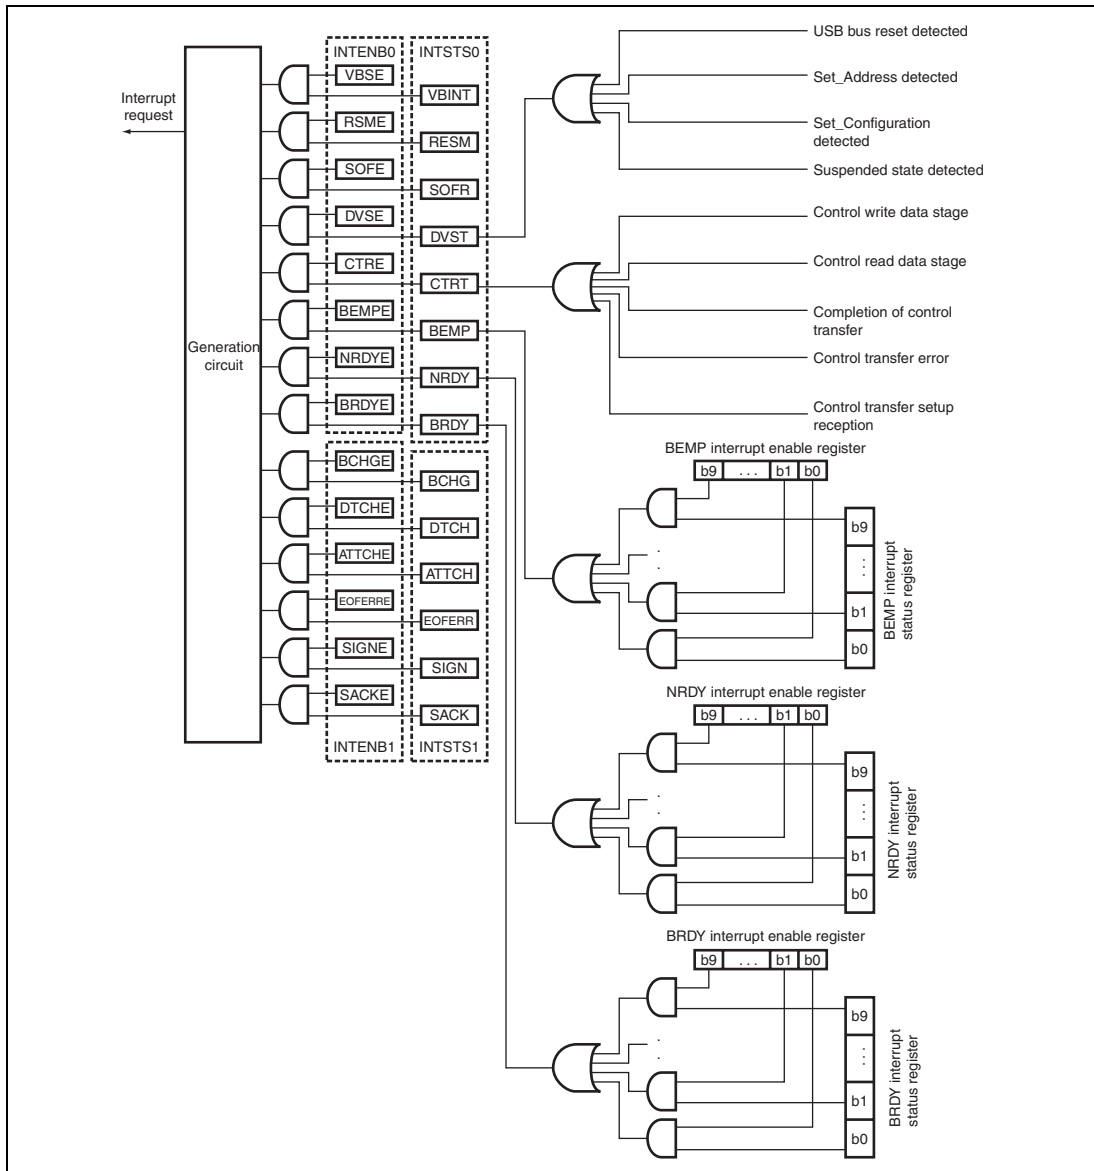 Interrupt
request
Generation
circuit
INTENB0
VBSE
RSME
SOFE
DVSE
CTRE
BEMPE
NRDYE
BRDYE
BCHGE
DTCHE
ATTCHE
EOFERRE
SIGNE
SACKE
INTENB1
INTSTS0
VBINT
RESM
SOFR
DVST
CTRT
BEMP
NRDY
BRDY
BCHG
DTCH
ATTCH
EOFERR
SIGN
SACK
INTSTS1
USB bus reset detected
Set_Address detected
Set_Configuration
detected
Suspended state detected
Control write data stage
Control read data stage
Completion of control
transfer
Control transfer error
Control transfer setup
reception
BEMP interrupt enable register
b9 . . . b1 b0
b9
. . .
b1
b0
BEMP interrupt
status register
NRDY interrupt enable register
b9 . . . b1 b0
b9
. . .
b1
b0
NRDY interrupt
status register
BRDY interrupt enable register
b9 . . . b1 b0
b9
. . .
b1
b0
BRDY interrupt
status register